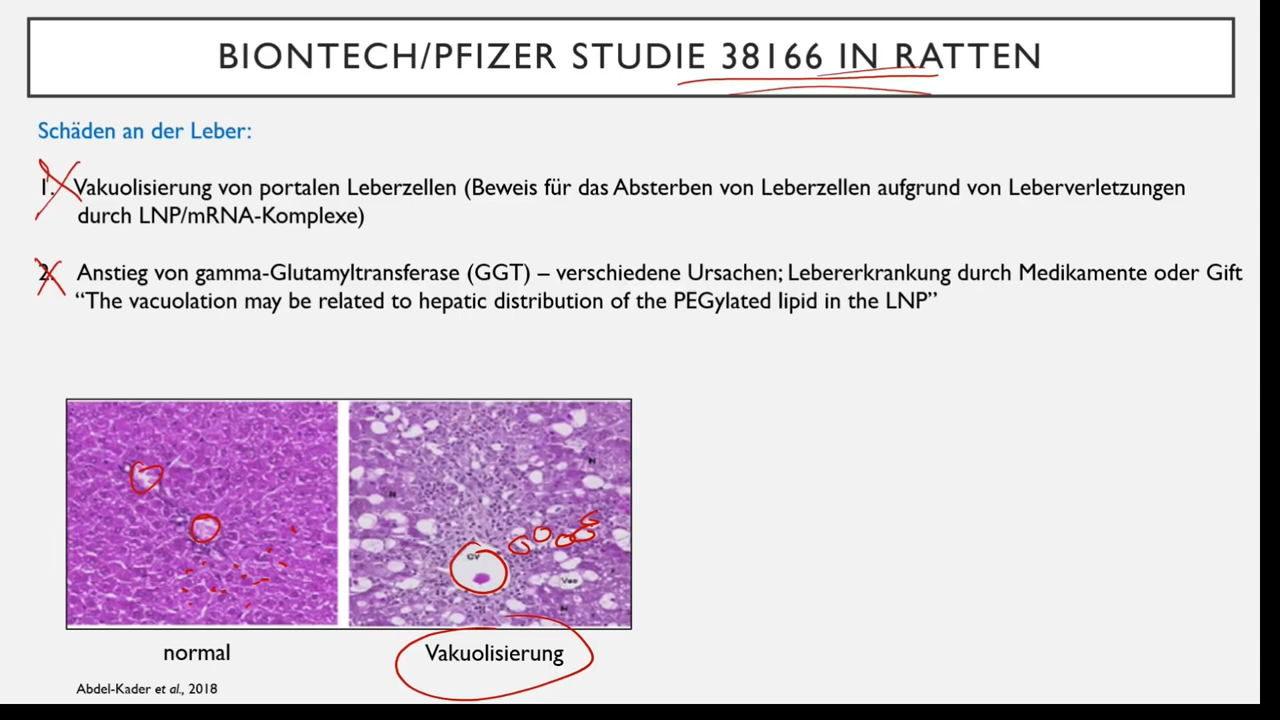 BIONTECH/PFIZER STUDIE 38166 IN RATTEN
Schäden an der Leber:
1. Vakuolisierung von portalen Leberzellen (Beweis für das Absterben von Leberzellen aufgrund von Leberverletzungen
durch LNP/mRNA-Komplexe)
2. Anstieg von gamma-Glutamyltransferase (GGT) – verschiedene Ursachen; Lebererkrankung durch Medikamente oder Gift
“The vacuolation may be related to hepatic distribution of the PEGylated lipid in the LNP”
CV
Vac
normal
Vakuolisierung
Abdel-Kader et al., 2018